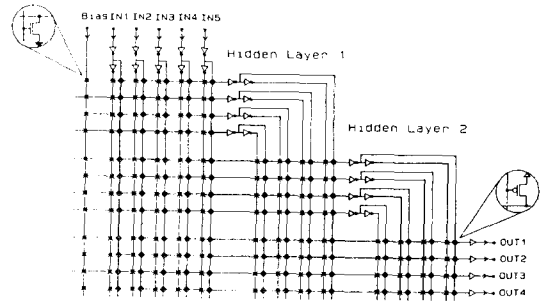 Bias IN1 IN2 IN3 IN4 IN5
Hidden Layer 1
Hidden Layer 2
OUT1
OUT2
OUT3
OUT4